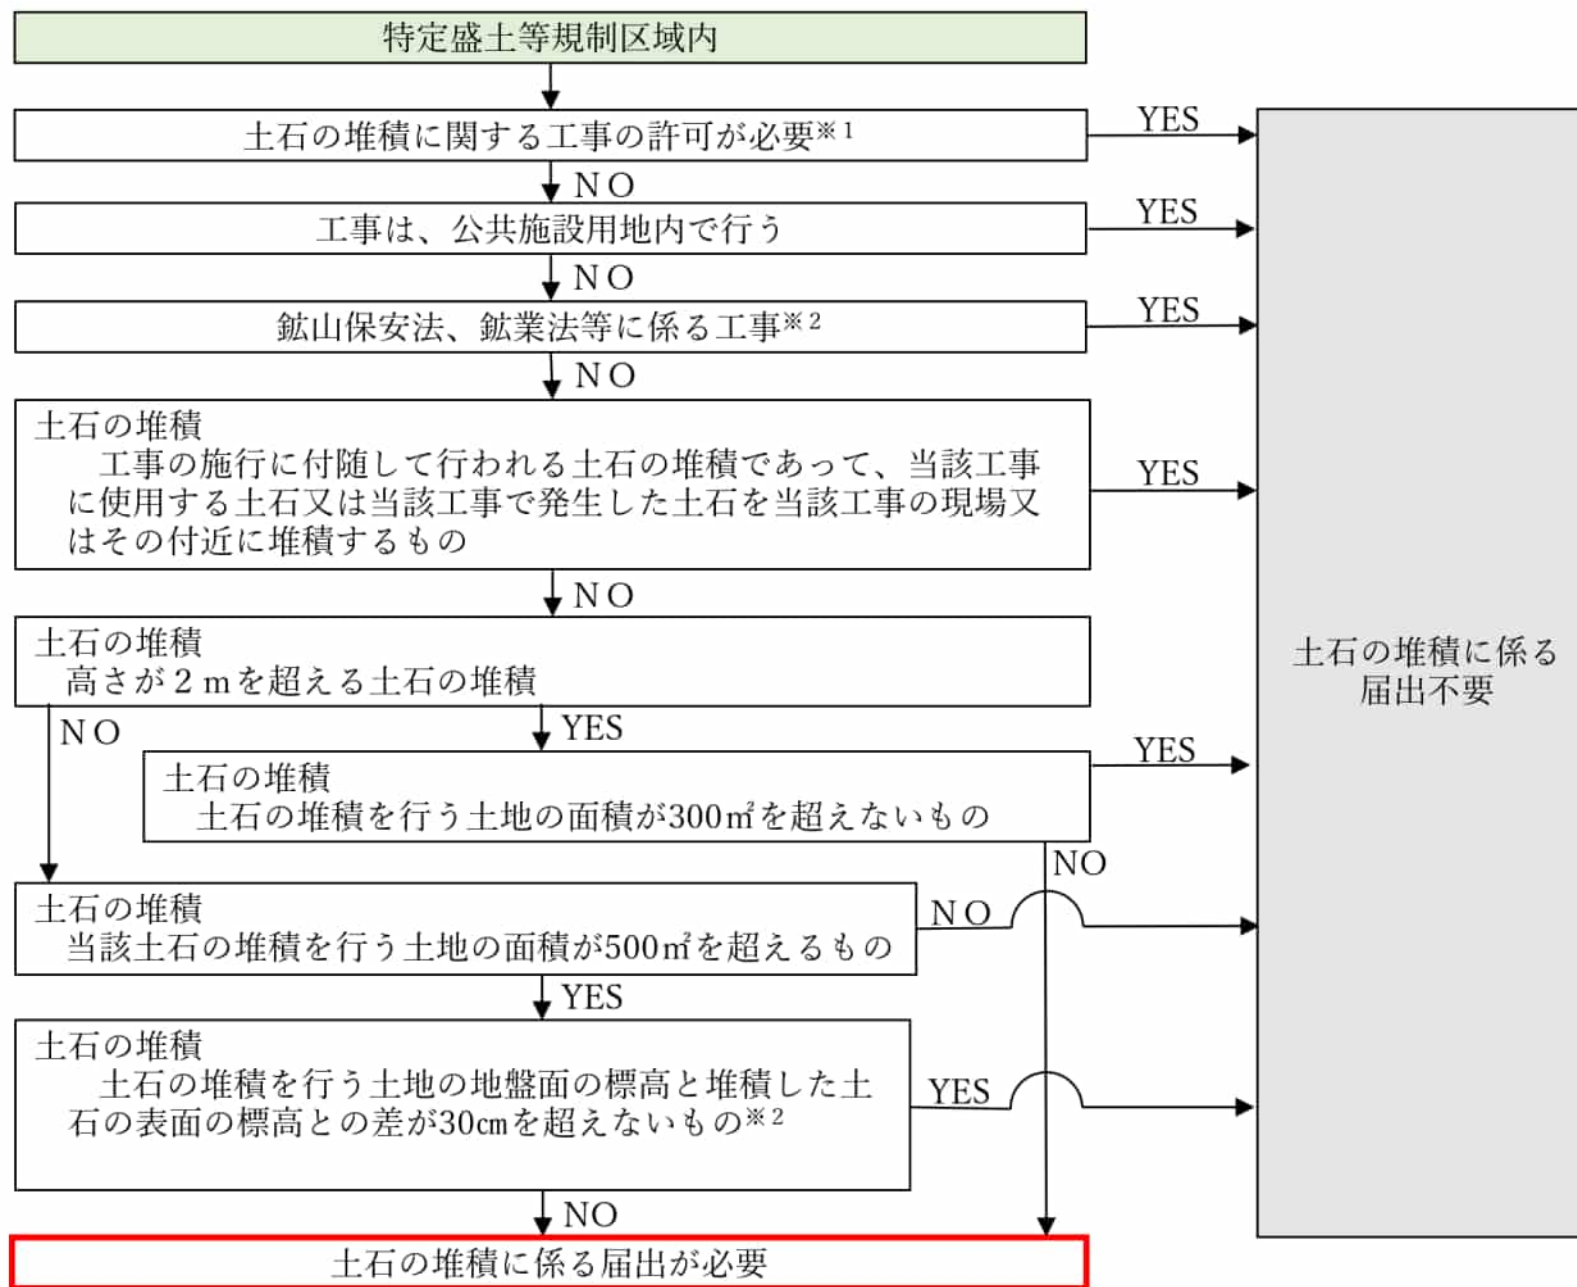 特定盛土等規制区域内
土石の堆積に関する工事の許可が必要※1
YES
NO
工事は、公共施設用地内で行う
YES
NO
鉱山保安法、鉱業法等に係る工事※2
YES
NO
土石の堆積
工事の施行に付随して行われる土石の堆積であって、当該工事
に使用する土石又は当該工事で発生した土石を当該工事の現場又
はその付近に堆積するもの
YES
NO
土石の堆積
高さが2mを超える土石の堆積
NO
YES
土石の堆積
土石の堆積を行う土地の面積が300㎡を超えないもの
YES
NO
土石の堆積
当該土石の堆積を行う土地の面積が500㎡を超えるもの
NO
YES
土石の堆積
土石の堆積を行う土地の地盤面の標高と堆積した土
石の表面の標高との差が30㎝を超えないもの※2
YES
NO
土石の堆積に係る届出が必要
土石の堆積に係る
届出不要